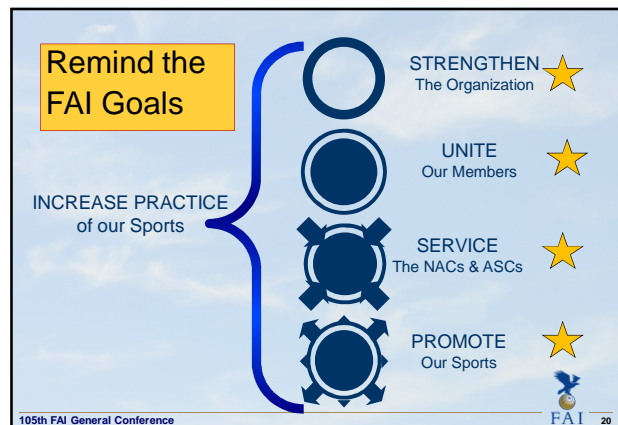 Remind the
FAI Goals
INCREASE PRACTICE
of our Sports
STRENGTHEN
The Organization
UNITE
Our Members
SERVICE
The NACs & ASCs
PROMOTE
Our Sports
105th FAI General Conference
FAI
20